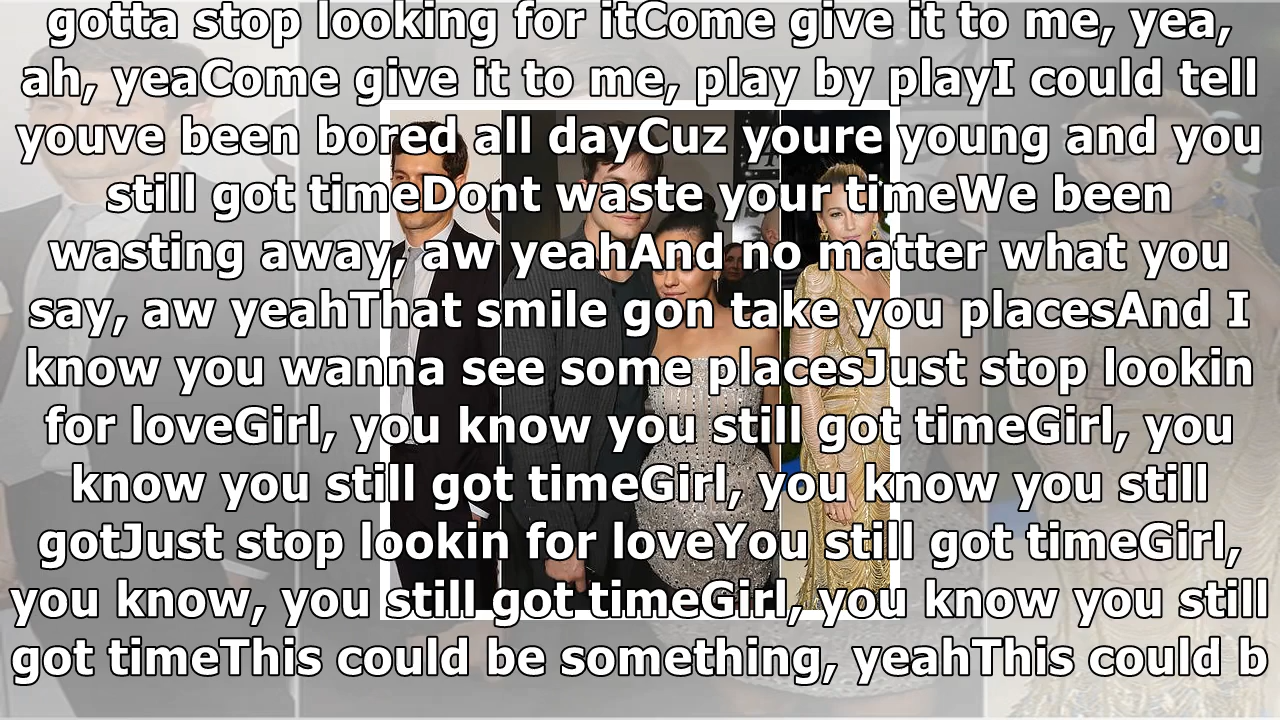 gotta stop looking for itCome give it to me, yea,
ah, yeaCome give it to me, play by playI could tell
youve been bored all dayCuz youre young and you
still got timeDont waste your timeWe been
wasting away, aw yeahAnd no matter what you
say, aw yeahThat smile gon take you placesAnd I
know you wanna see some placesJust stop lookin
for loveGirl, you know you still got timeGirl, you
know you still got timeGirl, you know you still
gotJust stop lookin for loveYou still got timeGirl,
you know, you still got timeGirl, you know you still
got timeThis could be something, yeahThis could b